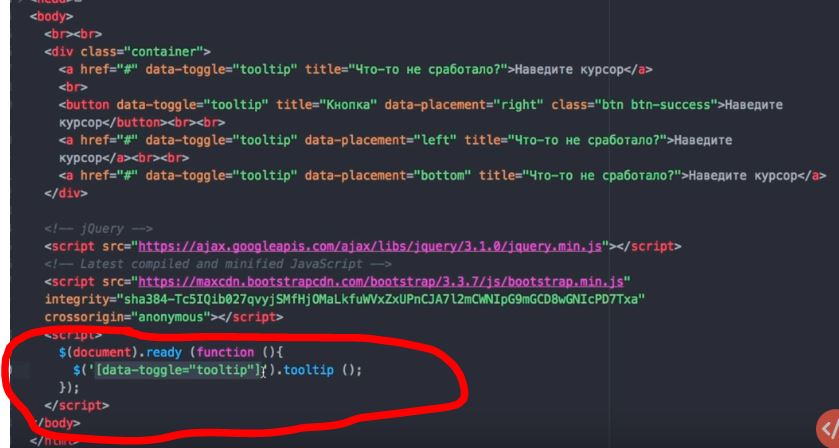 <body>
<br><br>
<div class="container">
<a href="#" data-toggle="tooltip" title="Что-то не сработало?">Наведите курсор</a>
<br>
<button data-toggle="tooltip" title="Кнопка" data-placement="right" class="btn btn-success">Наведите
курсор</button><br><br>
<a href="#" data-toggle="tooltip" data-placement="left" title="Что-то не сработало?">Наведите
курсор</a><br><br>
<a href="#" data-toggle="tooltip" data-placement="bottom" title="Что-то не сработало?">Наведите курсор</a>
</div>
<!-- jQuery -->
<script src="https://ajax.googleapis.com/ajax/libs/jquery/3.1.0/jquery.min.js"></script>
<!-- Latest compiled and minified JavaScript -->
<script src="https://maxcdn.bootstrapcdn.com/bootstrap/3.3.7/js/bootstrap.min.js"
integrity="sha384-Tc5IQib027qvyjSMfHjOMaLkfuWVxZxUPnCJA7l2mCWNIpG9mGCD8wGNIcPD7Txa"
crossorigin="anonymous"></script>
<script>
$(document).ready (function (){
$('[data-toggle="tooltip"]').tooltip ();
});
</script>
</body>
</html>